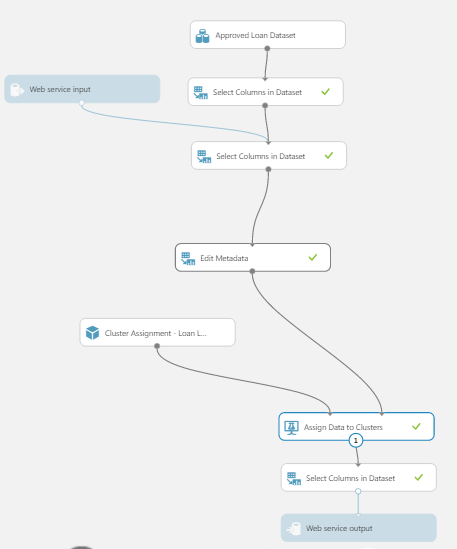 Approved Loan Dataset
Web service input
Select Columns in Dataset
Select Columns in Dataset
Edit Metadata
Cluster Assignment - Loan L...
Assign Data to Clusters
1
Select Columns in Dataset
Web service output